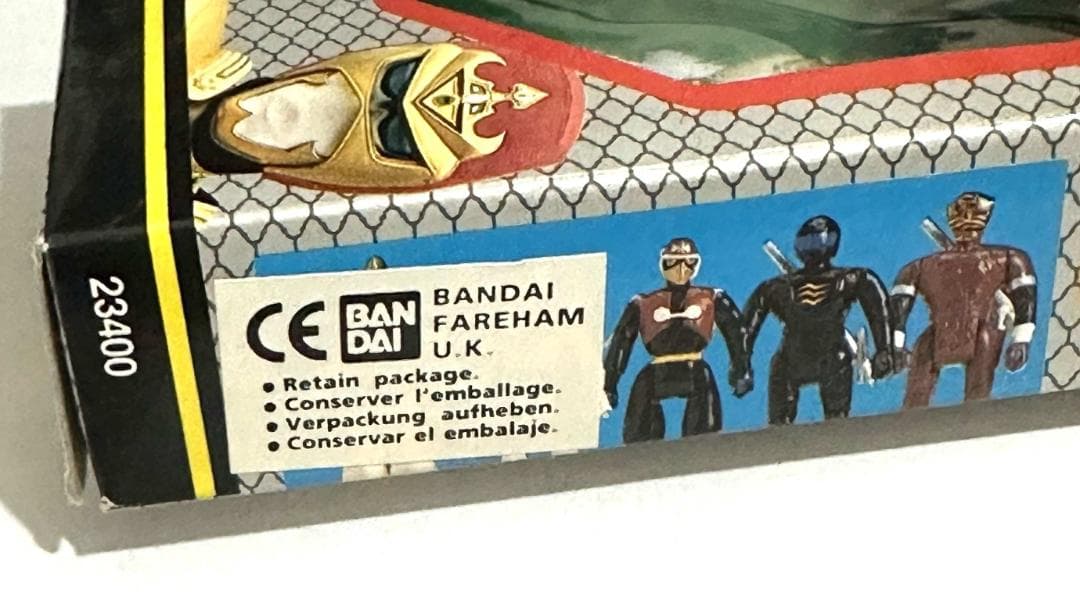 23400
CE
BAN
DAI
BANDAI
FAREHAM
U.K.
• Retain package.
• Conserver l'emballage.
• Verpackung aufheben.
• Conservar el embalaje.